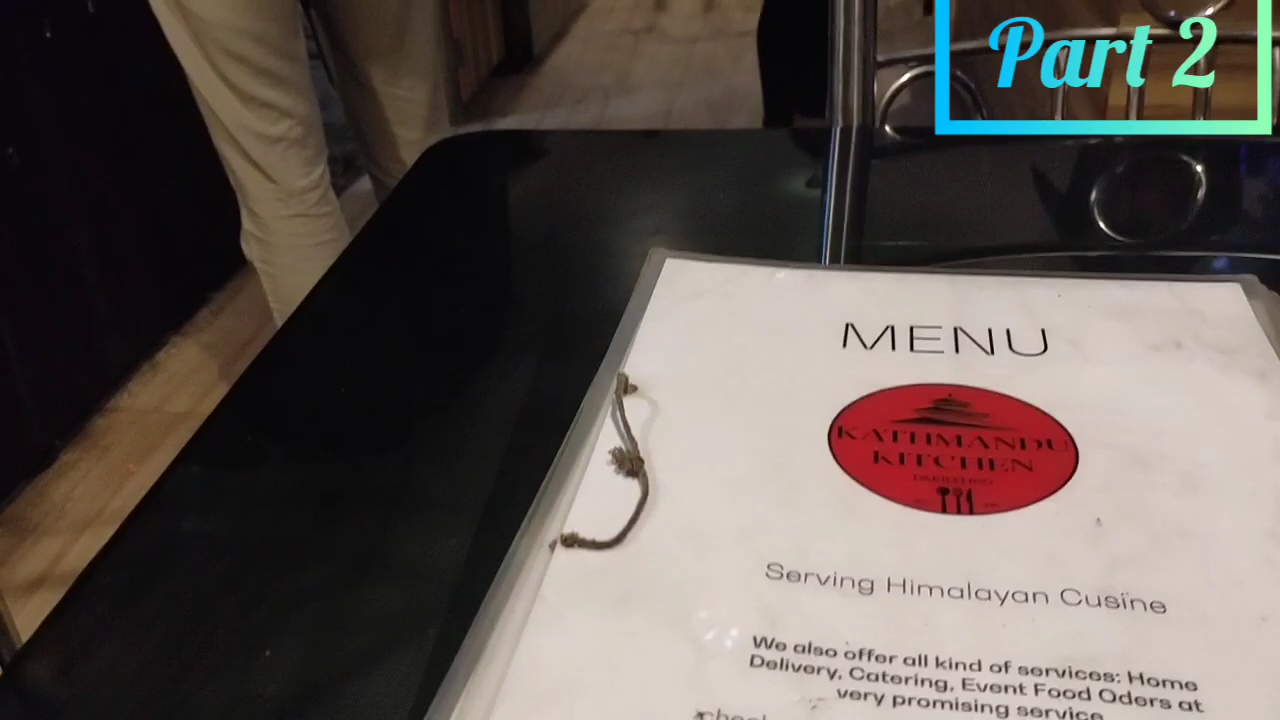 Part 2
MENU
KATHMANDU
KITCHEN
DARJEELING
Serving Himalayan Cusine
We also offer all kind of services: Home
Delivery, Catering, Event Food Oders at
very promising service